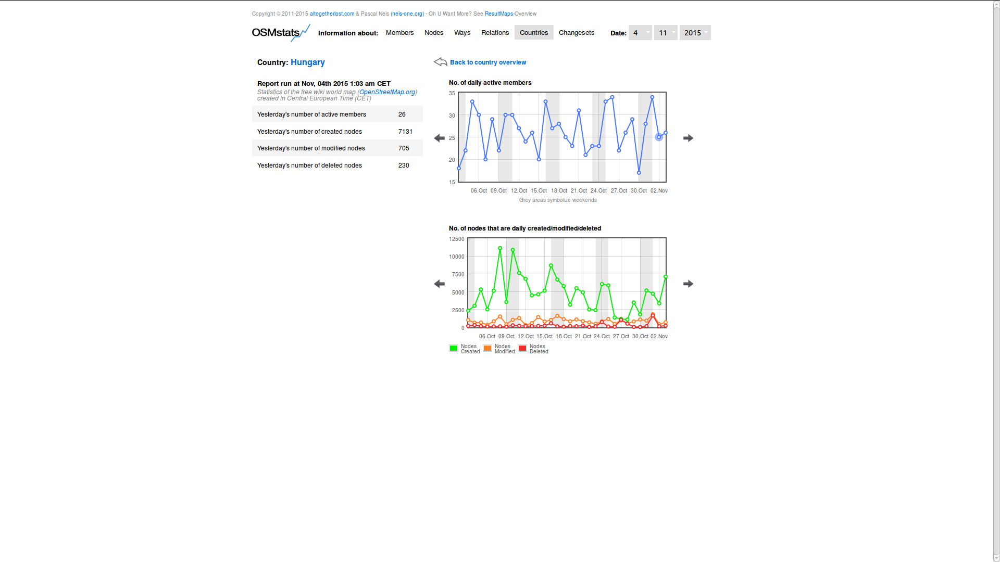 Copyright © 2011-2015 altogetherlost.com & Pascal Neis (neis-one.org) - Oh U Want More? See ResultMaps-Overview
OSMstats Information about: Members Nodes Ways Relations Countries Changesets Date: 4 11 2015
Country: Hungary
Back to country overview
Report run at Nov, 04th 2015 1:03 am CET
Statistics of the free wiki world map (OpenStreetMap.org)
created in Central European Time (CET)
Yesterday's number of active members 26
Yesterday's number of created nodes 7131
Yesterday's number of modified nodes 705
Yesterday's number of deleted nodes 230
No. of daily active members
35
30
25
20
15
06.Oct 09.Oct 12.Oct 15.Oct 18.Oct 21.Oct 24.Oct 27.Oct 30.Oct 02.Nov
Grey areas symbolize weekends
No. of nodes that are daily created/modified/deleted
12500
10000
7500
5000
2500
0
06.Oct 09.Oct 12.Oct 15.Oct 18.Oct 21.Oct 24.Oct 27.Oct 30.Oct 02.Nov
Nodes Created
Nodes Modified
Nodes Deleted